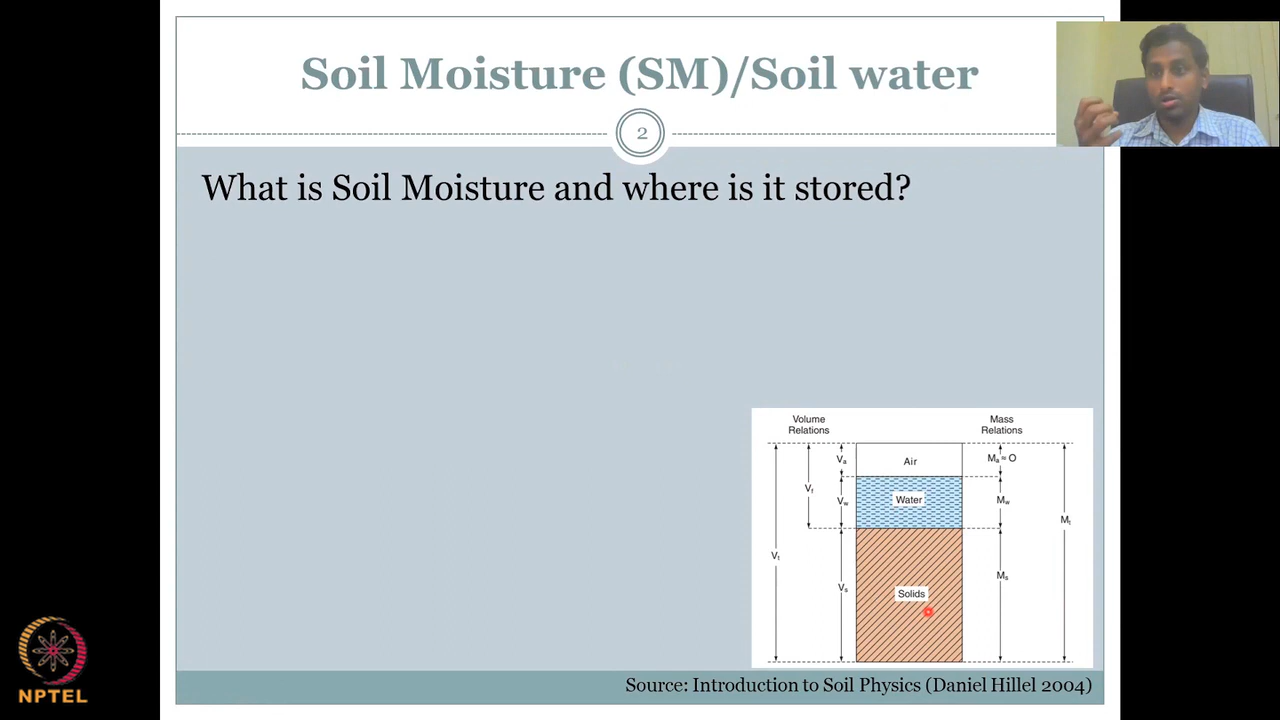 Soil Moisture (SM)/Soil water
2
What is Soil Moisture and where is it stored?
Volume
Relations
Mass
Relations
Va
Air
Ma ≈ O
Vf
Vw
Water
Mw
Mt
Vt
Vs
Solids
Ms
NPTEL
Source: Introduction to Soil Physics (Daniel Hillel 2004)